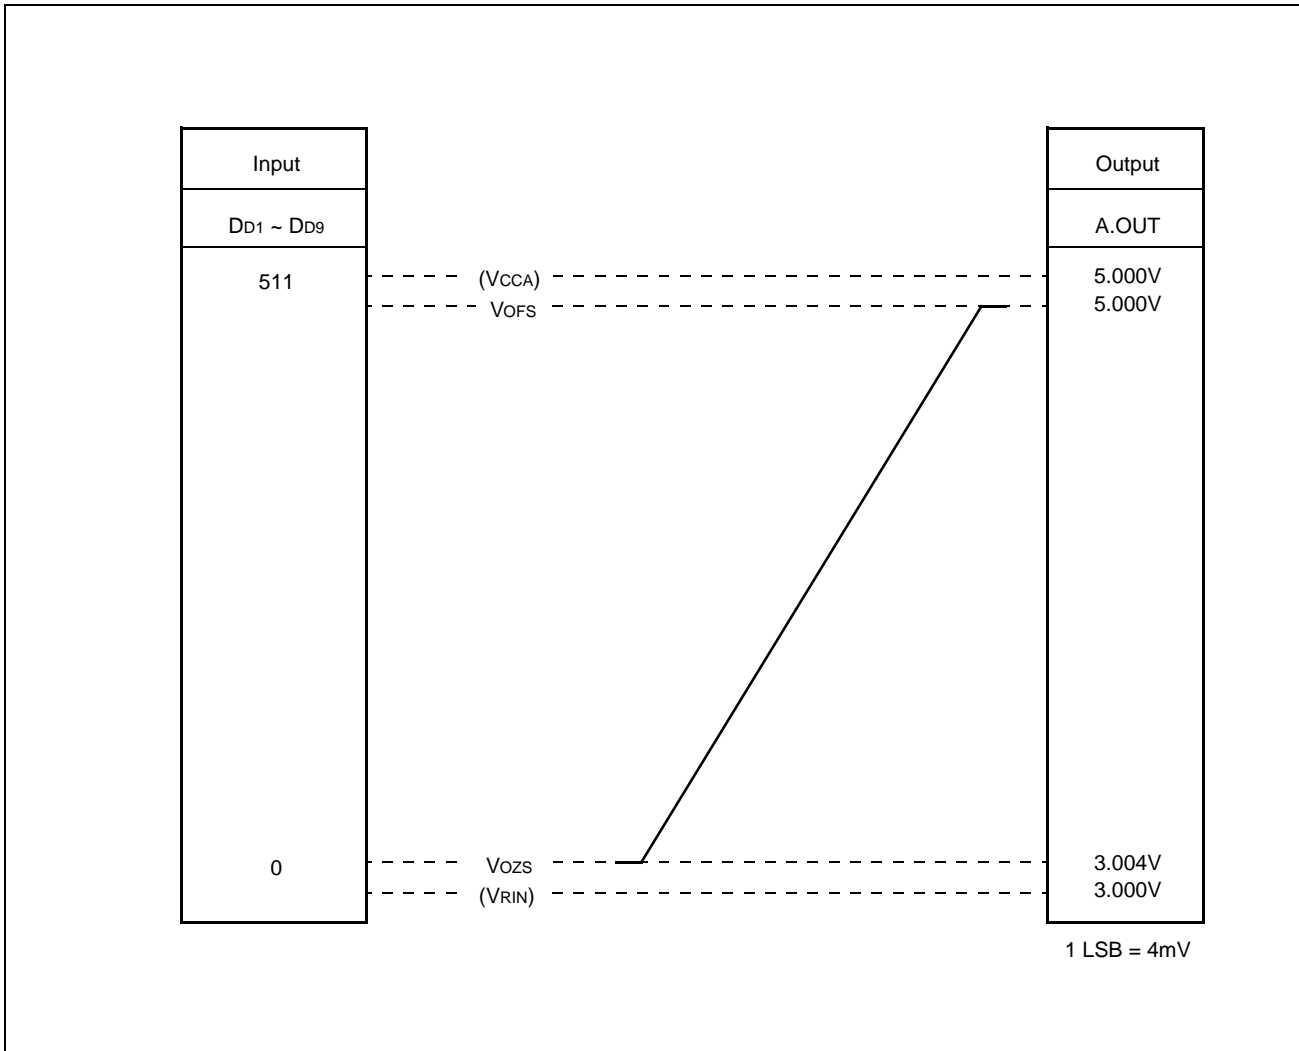 Input
Output
DD1 ~ DD9
A.OUT
511
(VCCA)
5.000V
VOFS
5.000V
0
VOZS
3.004V
(VRIN)
3.000V
1 LSB = 4mV